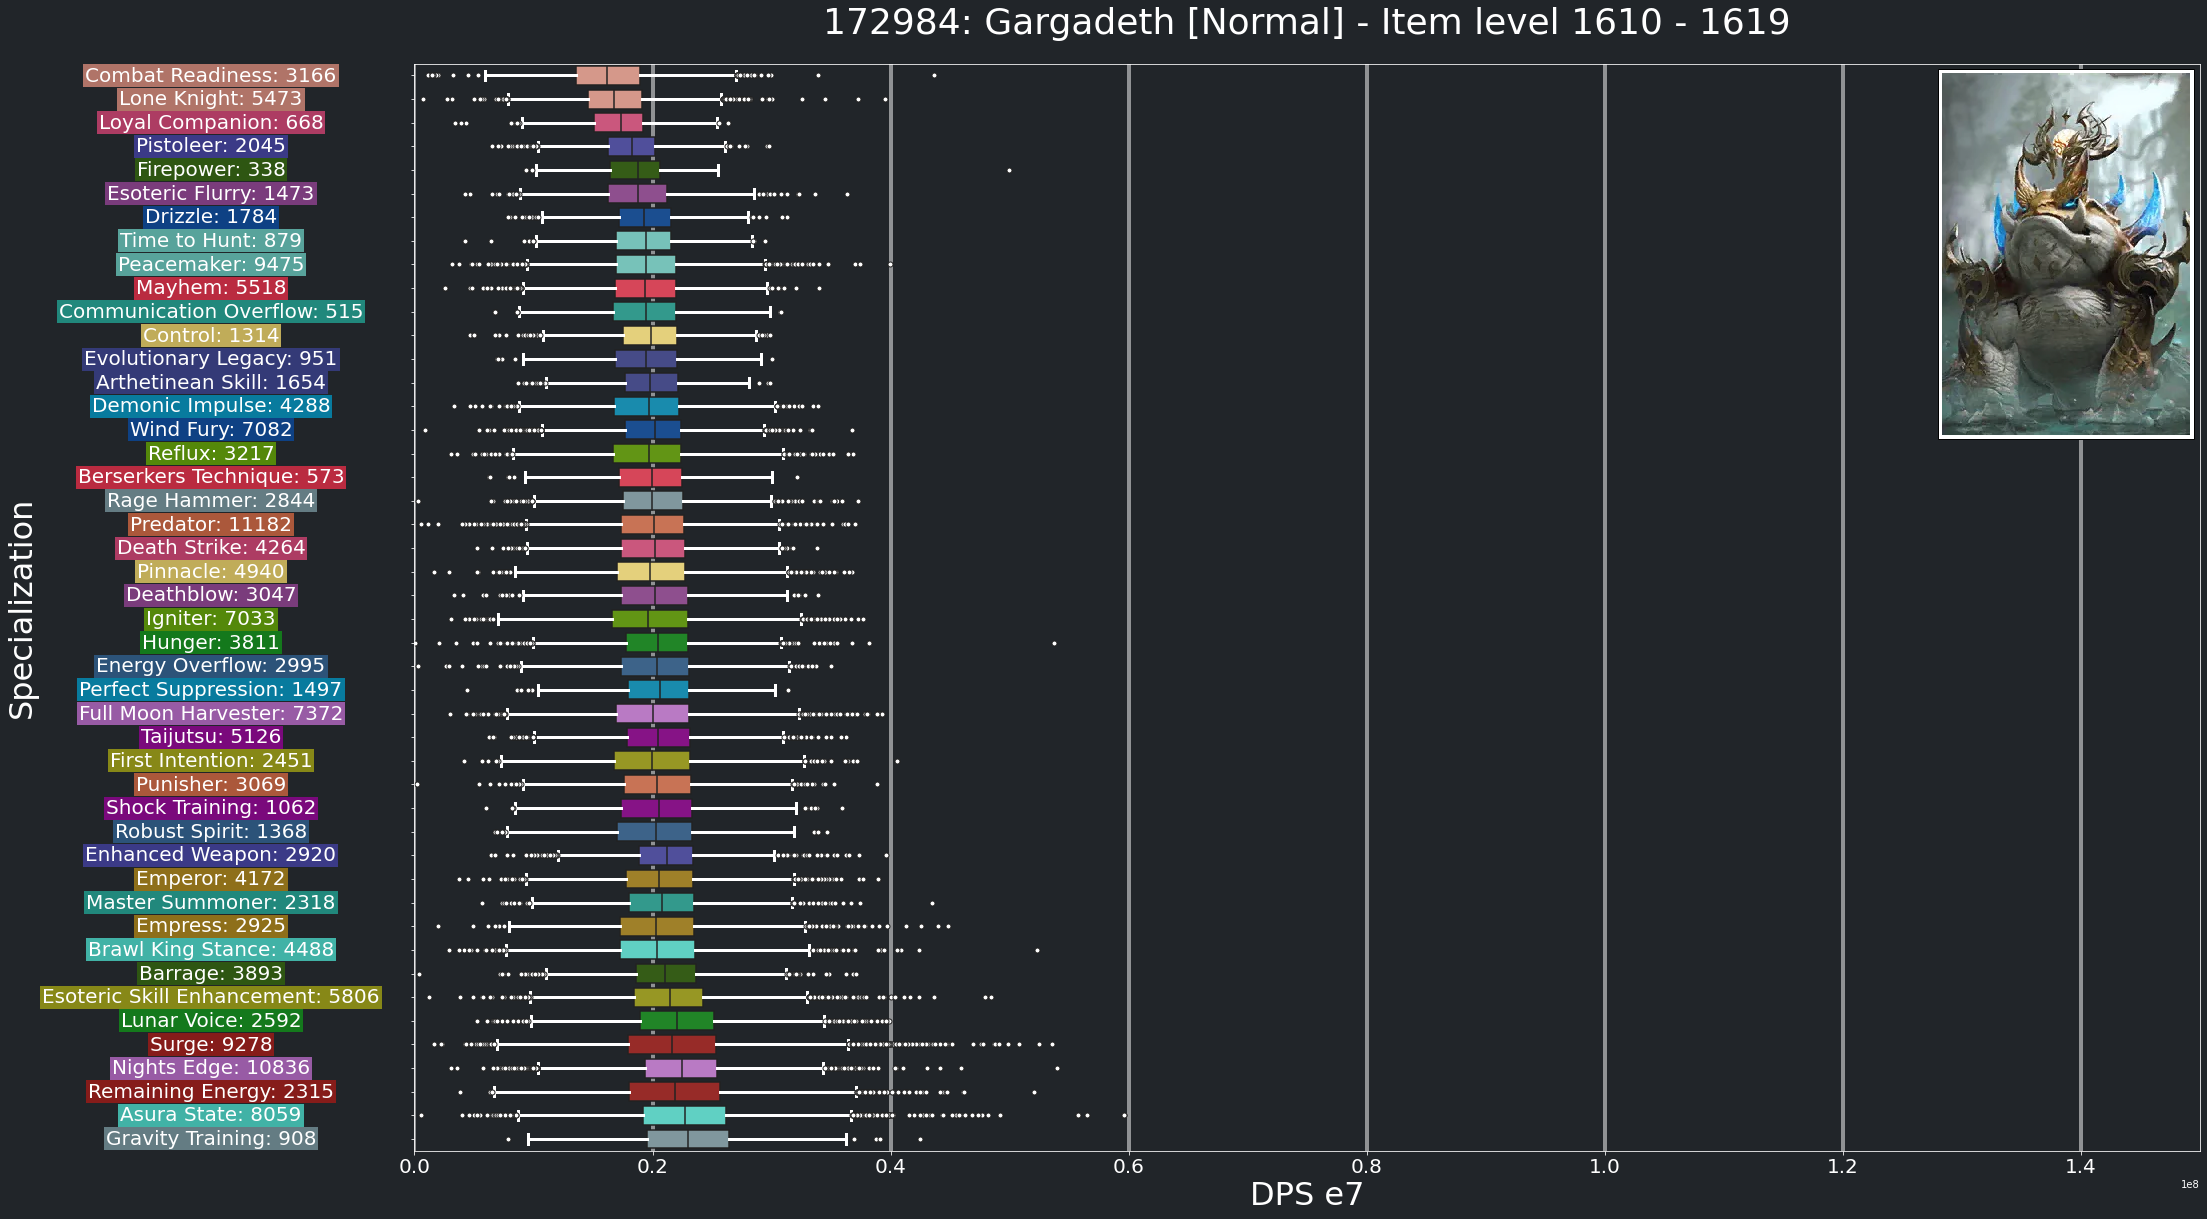 172984: Gargadeth [Normal] - Item level 1610 - 1619
Combat Readiness: 3166
Lone Knight: 5473
Loyal Companion: 668
Pistoleer: 2045
Firepower: 338
Esoteric Flurry: 1473
Drizzle: 1784
Time to Hunt: 879
Peacemaker: 9475
Mayhem: 5518
Communication Overflow: 515
Control: 1314
Evolutionary Legacy: 951
Arthetinean Skill: 1654
Demonic Impulse: 4288
Wind Fury: 7082
Reflux: 3217
Berserkers Technique: 573
Rage Hammer: 2844
Predator: 11182
Death Strike: 4264
Pinnacle: 4940
Deathblow: 3047
Igniter: 7033
Hunger: 3811
Energy Overflow: 2995
Perfect Suppression: 1497
Full Moon Harvester: 7372
Taijutsu: 5126
First Intention: 2451
Punisher: 3069
Shock Training: 1062
Robust Spirit: 1368
Enhanced Weapon: 2920
Emperor: 4172
Master Summoner: 2318
Empress: 2925
Brawl King Stance: 4488
Barrage: 3893
Esoteric Skill Enhancement: 5806
Lunar Voice: 2592
Surge: 9278
Nights Edge: 10836
Remaining Energy: 2315
Asura State: 8059
Gravity Training: 908
Specialization
0.0 0.2 0.4 0.6 0.8 1.0 1.2 1.4
1e8
DPS e7